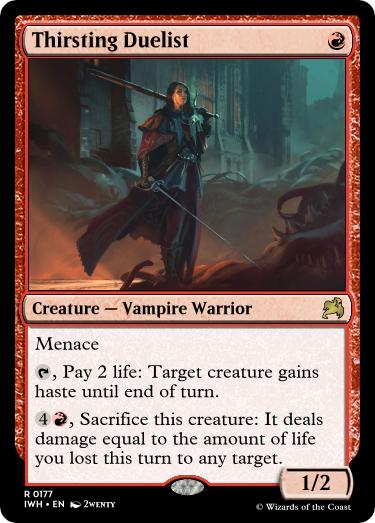 Thirsting Duelist
Creature — Vampire Warrior
Menace
, Pay 2 life: Target creature gains
haste until end of turn.
4, Sacrifice this creature: It deals
damage equal to the amount of life
you lost this turn to any target.
1/2
R 0177
IWH • EN 2WENTY
© Wizards of the Coast